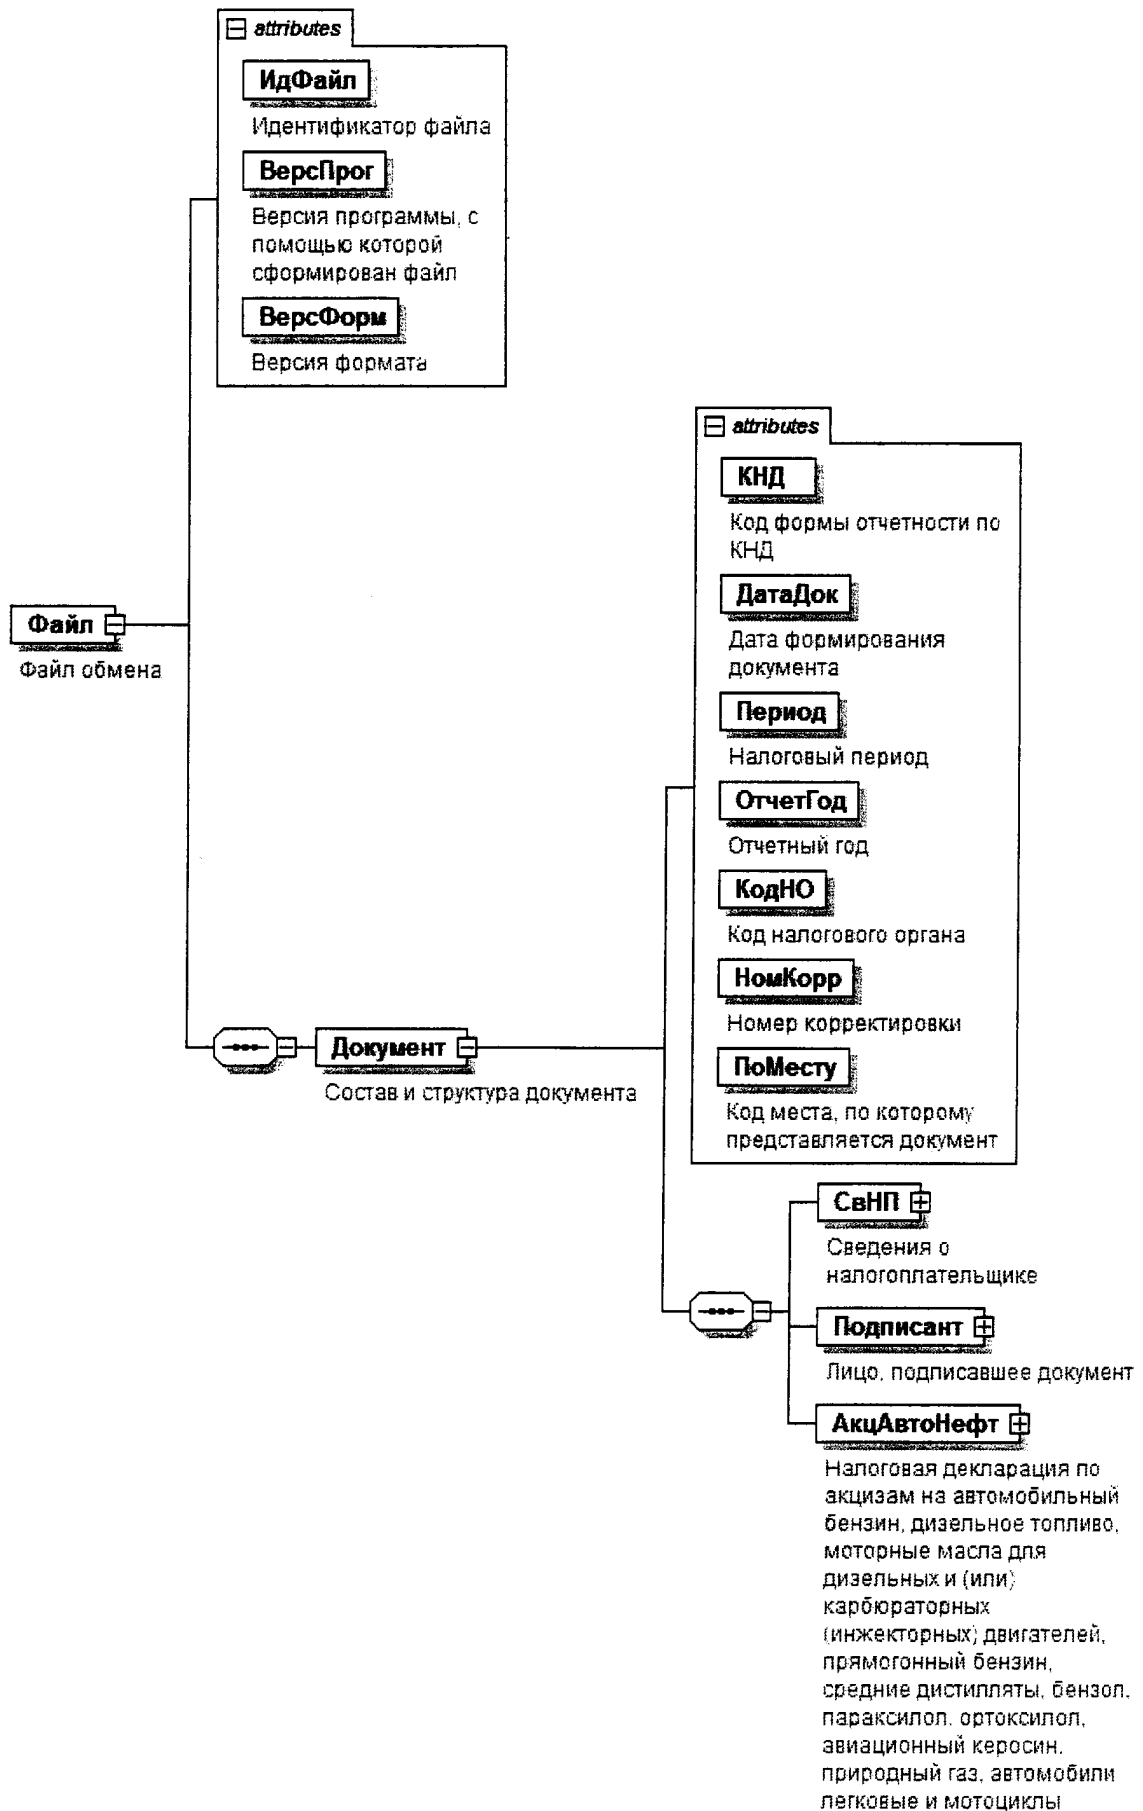 attributes
ИдФайл
Идентификатор файла
ВерсПрог
Версия программы, с
помощью которой
сформирован файл
ВерсФорм
Версия формата
Файл
Файл обмена
Документ
Состав и структура документа
attributes
КНД
Код формы отчетности по
КНД
ДатаДок
Дата формирования
документа
Период
Налоговый период
ОтчетГод
Отчетный год
КодНО
Код налогового органа
НомКорр
Номер корректировки
ПоМесту
Код места, по которому
представляется документ
СвНП
Сведения о
налогоплательщике
Подписант
Лицо, подписавшее документ
АкцАвтоНефт
Налоговая декларация по
акцизам на автомобильный
бензин, дизельное топливо,
моторные масла для
дизельных и (или)
карбюраторных
(инжекторных) двигателей,
прямогонный бензин,
средние дистилляты, бензол,
параксилол, ортоксилол,
авиационный керосин,
природный газ, автомобили
легковые и мотоциклы